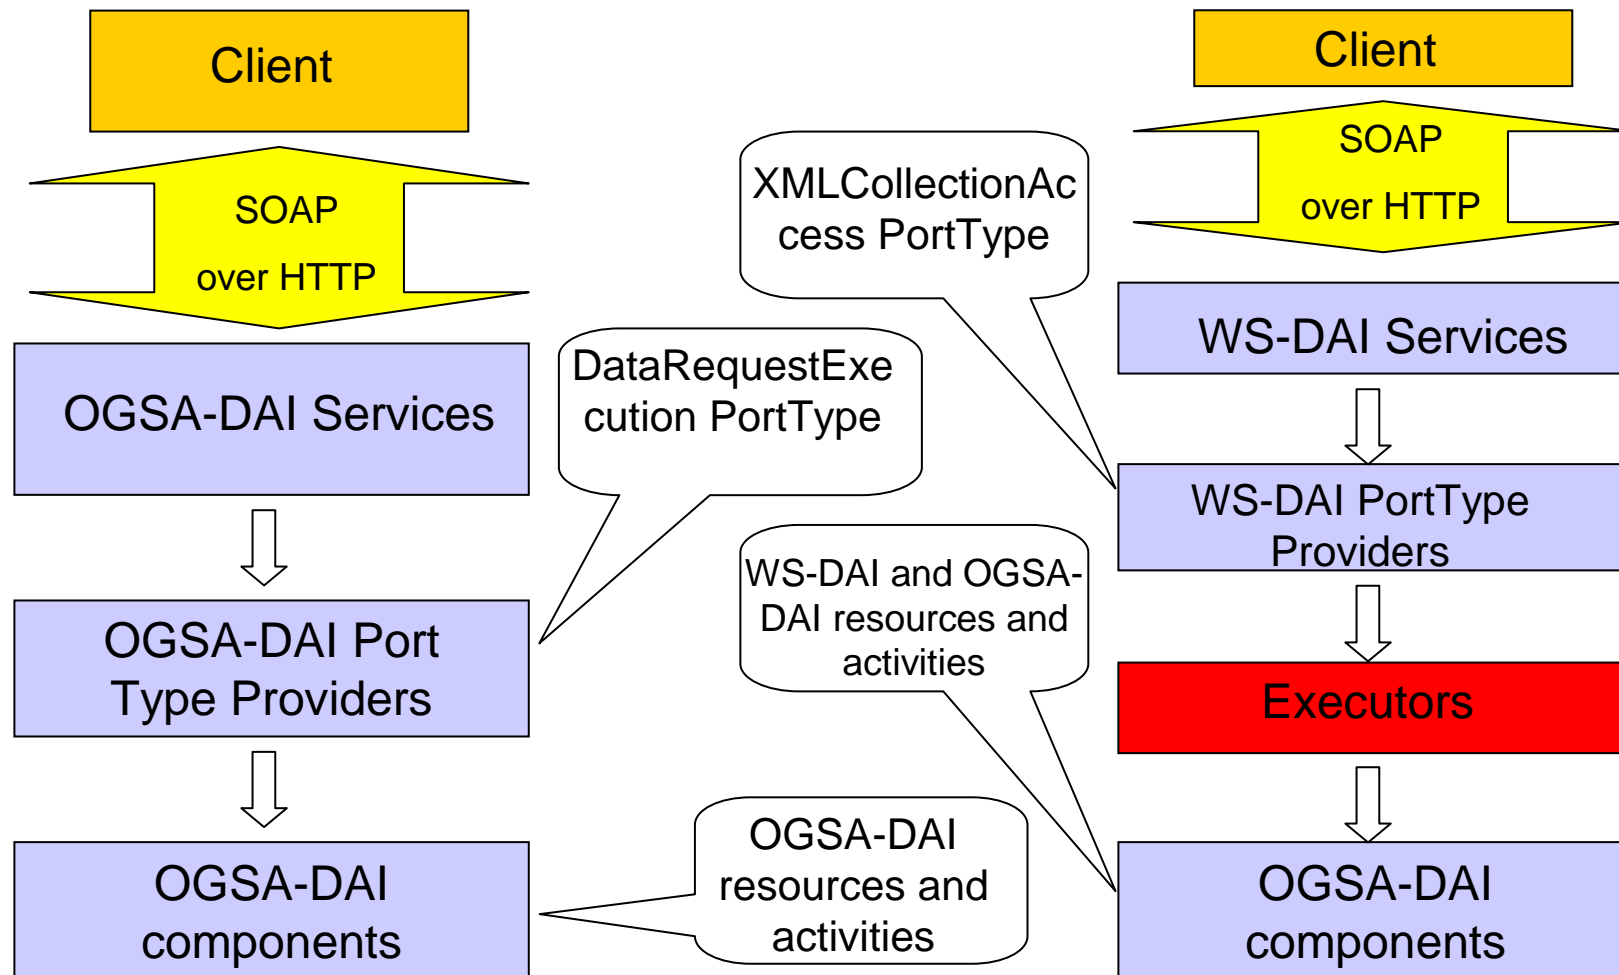 Client
SOAP
over HTTP
OGSA-DAI Services
OGSA-DAI Port
Type Providers
OGSA-DAI
components
DataRequestExe
cution PortType
OGSA-DAI
resources and
activities
XMLCollectionAc
cess PortType
WS-DAI and OGSA-
DAI resources and
activities
Client
SOAP
over HTTP
WS-DAI Services
WS-DAI PortType
Providers
Executors
OGSA-DAI
components